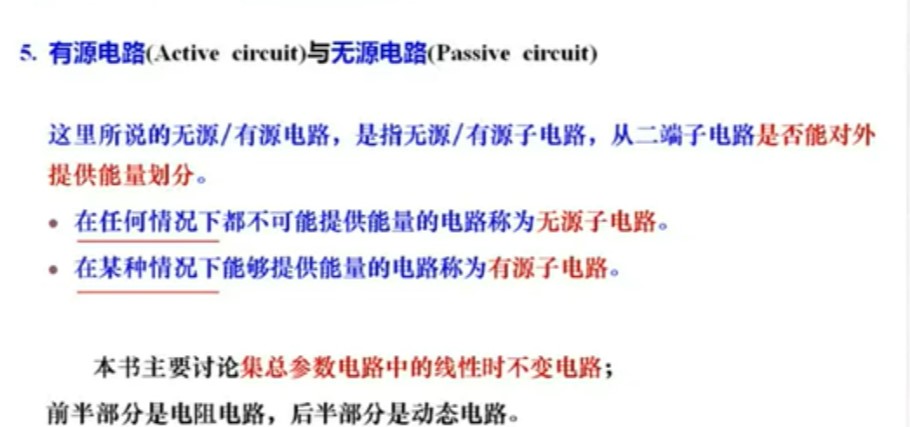 5. 有源电路(Active circuit)与无源电路(Passive circuit)
这里所说的无源/有源电路，是指无源/有源子电路，从二端子电路是否能对外
提供能量划分。
• 在任何情况下都不可能提供能量的电路称为无源子电路。
• 在某种情况下能够提供能量的电路称为有源子电路。
本书主要讨论集总参数电路中的线性时不变电路；
前半部分是电阻电路，后半部分是动态电路。